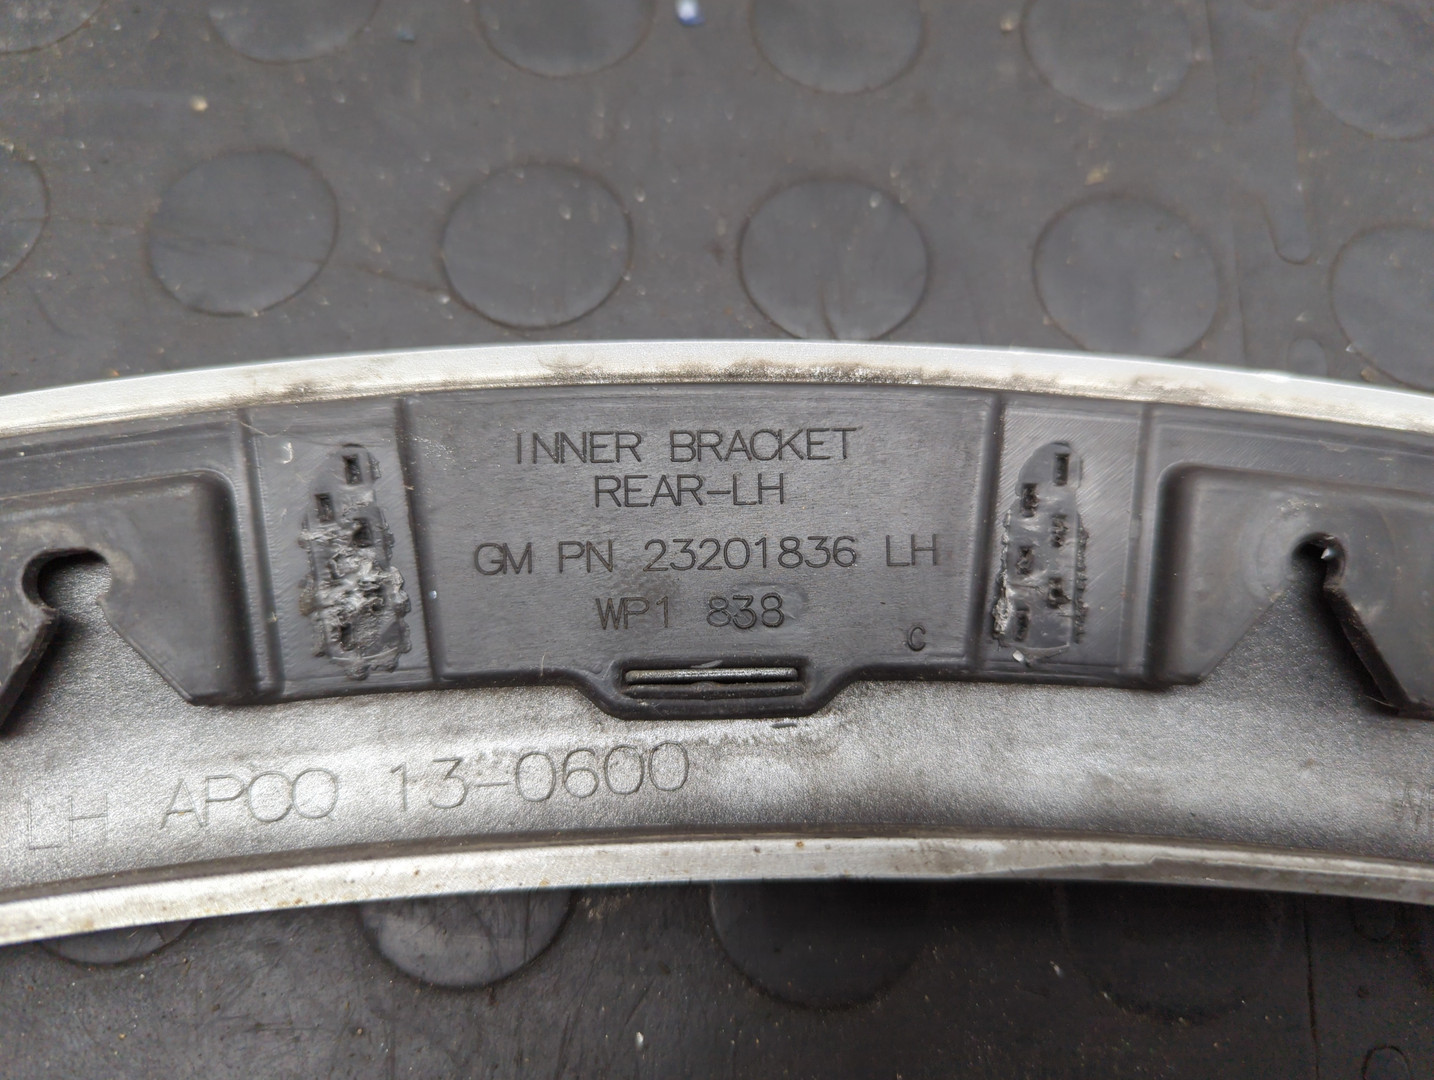 INNER BRACKET
REAR-LH
GM PN 23201836 LH
WP1 838
C
LH APCO 13-0600